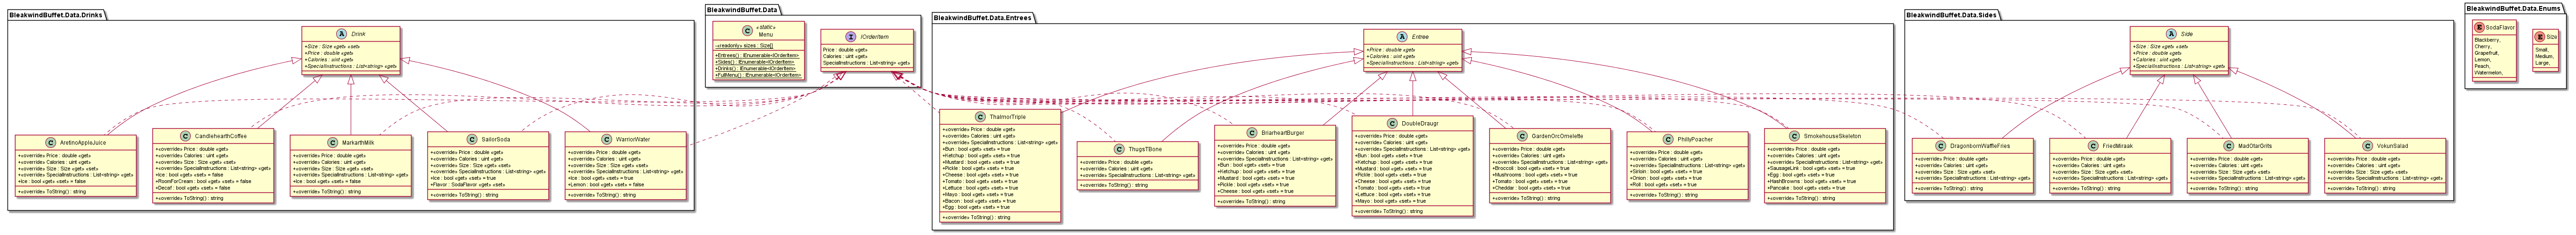 BleakwindBuffet.Data.Drinks
A Drink
+Size : Size «get» «set»
+Price : double «get»
+Calories : uint «get»
+SpecialInstructions : List<string> «get»
C AretinoAppleJuice
+«override» Price : double «get»
+«override» Calories : uint «get»
+«override» Size : Size «get» «set»
+«override» SpecialInstructions : List<string> «get»
+Ice : bool «get» «set» = false
+«override» ToString() : string
C CandlehearthCoffee
+«override» Price : double «get»
+«override» Calories : uint «get»
+«override» Size : Size «get» «set»
+«override» SpecialInstructions : List<string> «get»
+Ice : bool «get» «set» = false
+RoomForCream : bool «get» «set» = false
+Decaf : bool «get» «set» = false
+«override» ToString() : string
C MarkarthMilk
+«override» Price : double «get»
+«override» Calories : uint «get»
+«override» Size : Size «get» «set»
+«override» SpecialInstructions : List<string> «get»
+Ice : bool «get» «set» = false
+«override» ToString() : string
C SailorSoda
+«override» Price : double «get»
+«override» Calories : uint «get»
+«override» Size : Size «get» «set»
+«override» SpecialInstructions : List<string> «get»
+Ice : bool «get» «set» = true
+Flavor : SodaFlavor «get» «set»
+«override» ToString() : string
C WarriorWater
+«override» Price : double «get»
+«override» Calories : uint «get»
+«override» Size : Size «get» «set»
+«override» SpecialInstructions : List<string> «get»
+Ice : bool «get» «set» = true
+Lemon : bool «get» «set» = false
+«override» ToString() : string
BleakwindBuffet.Data
C «static»
Menu
-«readonly» sizes : Size[]
+Entrees() : IEnumerable<IOrderItem>
+Sides() : IEnumerable<IOrderItem>
+Drinks() : IEnumerable<IOrderItem>
+FullMenu() : IEnumerable<IOrderItem>
I IOrderItem
Price : double «get»
Calories : uint «get»
SpecialInstructions : List<string> «get»
BleakwindBuffet.Data.Entrees
A Entree
+Price : double «get»
+Calories : uint «get»
+SpecialInstructions : List<string> «get»
C ThalmorTriple
+«override» Price : double «get»
+«override» Calories : uint «get»
+«override» SpecialInstructions : List<string> «get»
+Bun : bool «get» «set» = true
+Ketchup : bool «get» «set» = true
+Mustard : bool «get» «set» = true
+Pickle : bool «get» «set» = true
+Cheese : bool «get» «set» = true
+Tomato : bool «get» «set» = true
+Lettuce : bool «get» «set» = true
+Mayo : bool «get» «set» = true
+Bacon : bool «get» «set» = true
+Egg : bool «get» «set» = true
+«override» ToString() : string
C ThugsTBone
+«override» Price : double «get»
+«override» Calories : uint «get»
+«override» SpecialInstructions : List<string> «get»
+«override» ToString() : string
C BriarheartBurger
+«override» Price : double «get»
+«override» Calories : uint «get»
+«override» SpecialInstructions : List<string> «get»
+Bun : bool «get» «set» = true
+Ketchup : bool «get» «set» = true
+Mustard : bool «get» «set» = true
+Pickle : bool «get» «set» = true
+Cheese : bool «get» «set» = true
+«override» ToString() : string
C DoubleDraugr
+«override» Price : double «get»
+«override» Calories : uint «get»
+«override» SpecialInstructions : List<string> «get»
+Bun : bool «get» «set» = true
+Ketchup : bool «get» «set» = true
+Mustard : bool «get» «set» = true
+Pickle : bool «get» «set» = true
+Cheese : bool «get» «set» = true
+Tomato : bool «get» «set» = true
+Lettuce : bool «get» «set» = true
+Mayo : bool «get» «set» = true
+«override» ToString() : string
C GardenOrcOmelette
+«override» Price : double «get»
+«override» Calories : uint «get»
+«override» SpecialInstructions : List<string> «get»
+Broccoli : bool «get» «set» = true
+Mushrooms : bool «get» «set» = true
+Tomato : bool «get» «set» = true
+Cheddar : bool «get» «set» = true
+«override» ToString() : string
C PhillyPoacher
+«override» Price : double «get»
+«override» Calories : uint «get»
+«override» SpecialInstructions : List<string> «get»
+Sirloin : bool «get» «set» = true
+Onion : bool «get» «set» = true
+Roll : bool «get» «set» = true
+«override» ToString() : string
C SmokehouseSkeleton
+«override» Price : double «get»
+«override» Calories : uint «get»
+«override» SpecialInstructions : List<string> «get»
+SausageLink : bool «get» «set» = true
+Egg : bool «get» «set» = true
+HashBrowns : bool «get» «set» = true
+Pancake : bool «get» «set» = true
+«override» ToString() : string
BleakwindBuffet.Data.Sides
A Side
+Size : Size «get» «set»
+Price : double «get»
+Calories : uint «get»
+SpecialInstructions : List<string> «get»
C DragonbornWaffleFries
+«override» Price : double «get»
+«override» Calories : uint «get»
+«override» Size : Size «get» «set»
+«override» SpecialInstructions : List<string> «get»
+«override» ToString() : string
C FriedMiraak
+«override» Price : double «get»
+«override» Calories : uint «get»
+«override» Size : Size «get» «set»
+«override» SpecialInstructions : List<string> «get»
+«override» ToString() : string
C MadOtarGrits
+«override» Price : double «get»
+«override» Calories : uint «get»
+«override» Size : Size «get» «set»
+«override» SpecialInstructions : List<string> «get»
+«override» ToString() : string
C VokunSalad
+«override» Price : double «get»
+«override» Calories : uint «get»
+«override» Size : Size «get» «set»
+«override» SpecialInstructions : List<string> «get»
+«override» ToString() : string
BleakwindBuffet.Data.Enums
E SodaFlavor
Blackberry,
Cherry,
Grapefruit,
Lemon,
Peach,
Watermelon,
E Size
Small,
Medium,
Large,